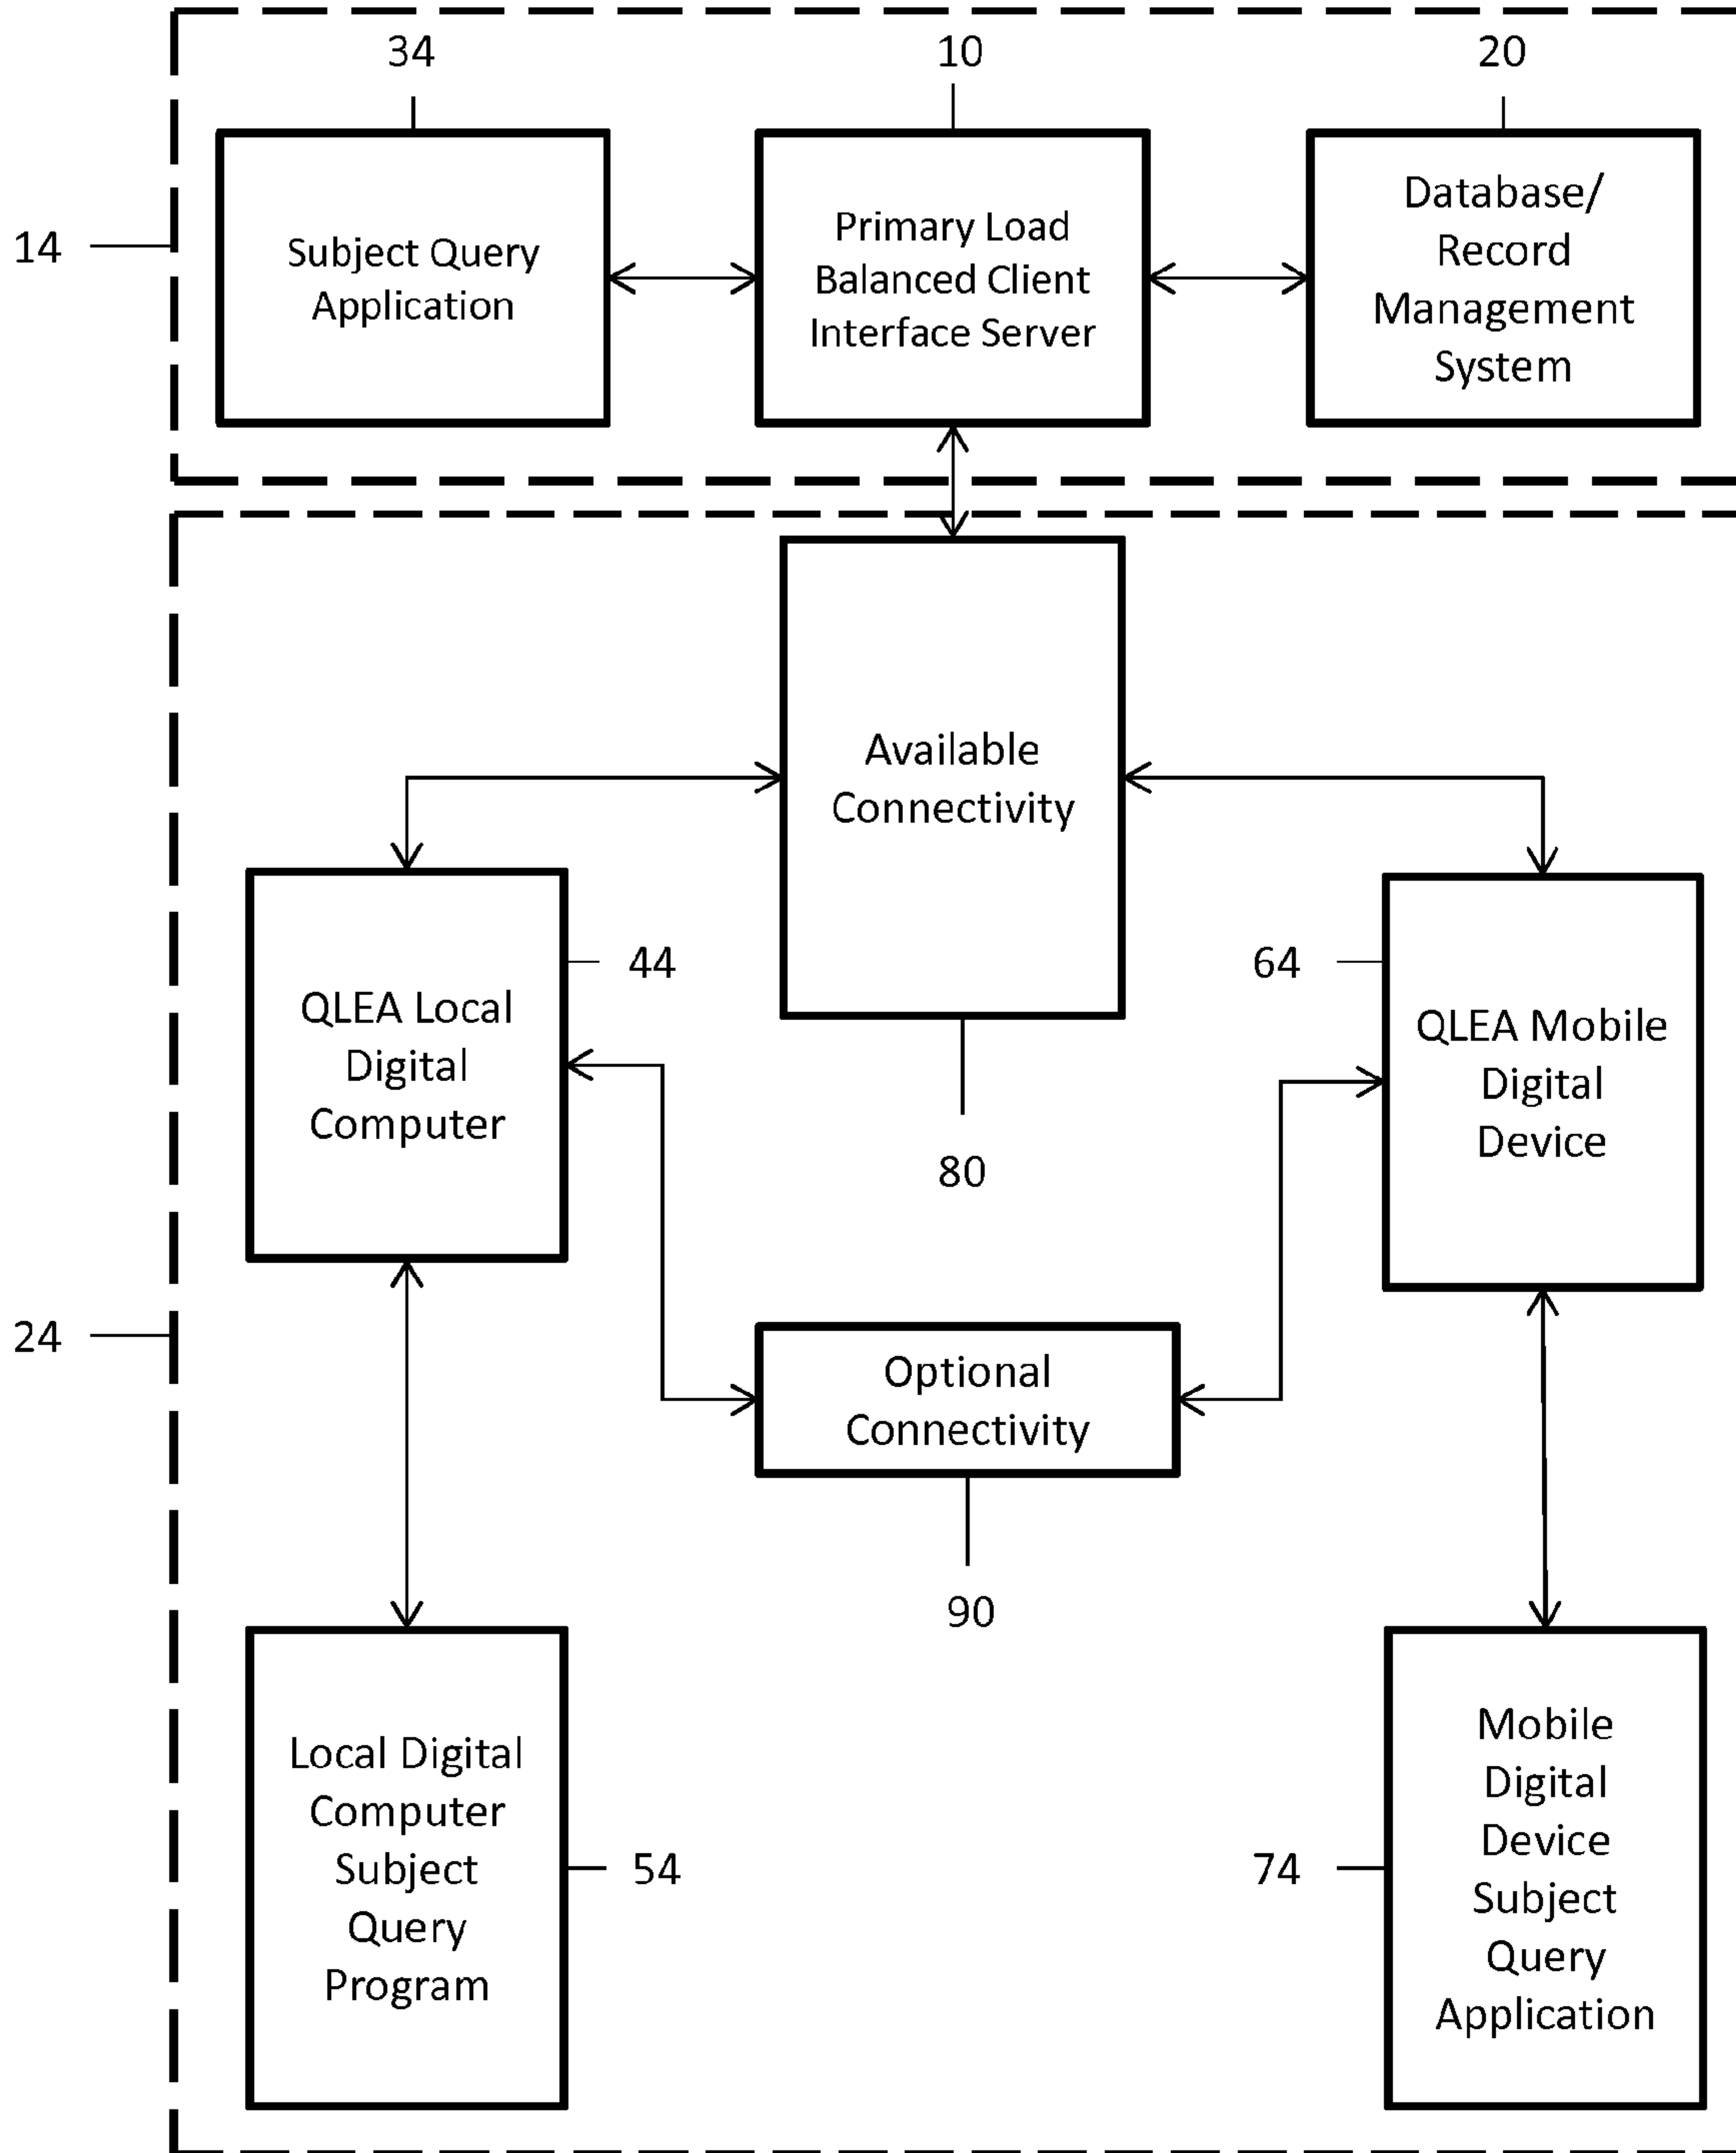 34
10
20
14
Subject Query
Application
Primary Load
Balanced Client
Interface Server
Database/
Record
Management
System
Available
Connectivity
44
64
QLEA Local
Digital
Computer
QLEA Mobile
Digital
Device
80
24
Optional
Connectivity
90
Local Digital
Computer
Subject
Query
Program
54
74
Mobile
Digital
Device
Subject
Query
Application